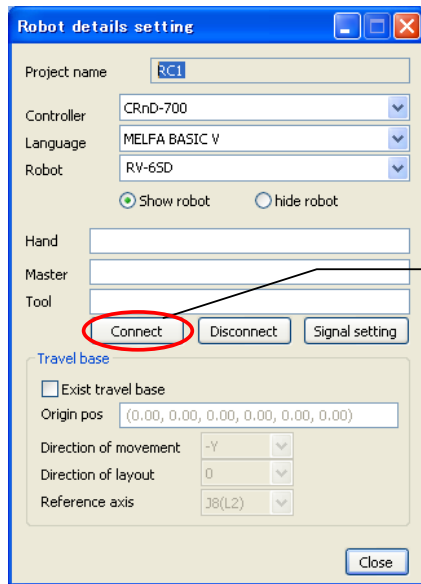 Robot details setting
Project name RC1
Controller CRnD-700
Language MELFA BASIC V
Robot RV-6SD
Show robot hide robot
Hand
Master
Tool
Connect Disconnect Signal setting
Travel base
Exist travel base
Origin pos (0.00, 0.00, 0.00, 0.00, 0.00, 0.00)
Direction of movement -Y
Direction of layout 0
Reference axis J8(L2)
Close